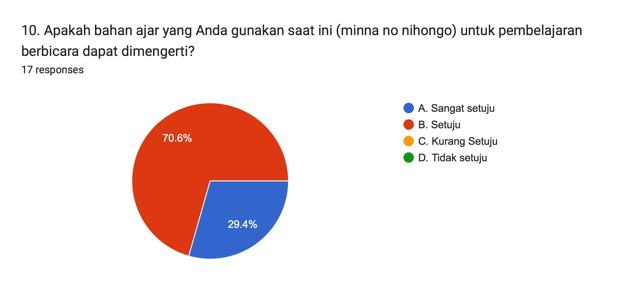 10. Apakah bahan ajar yang Anda gunakan saat ini (minna no nihongo) untuk pembelajaran
berbicara dapat dimengerti?
17 responses
70.6%
29.4%
A. Sangat setuju
B. Setuju
C. Kurang Setuju
D. Tidak setuju